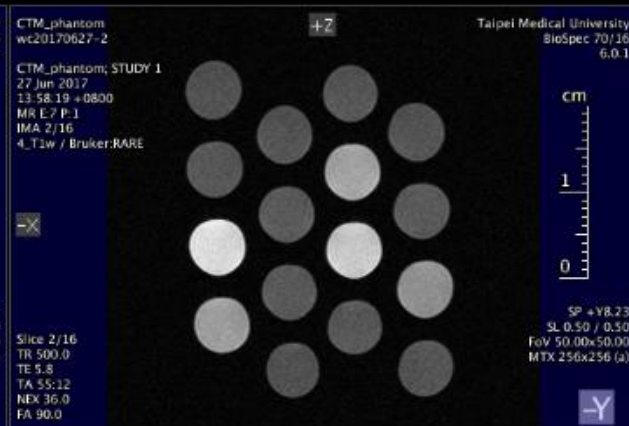 CTM_phantom
wc20170627-2
CTM_phantom; STUDY 1
27 Jun 2017
13:58:19 +0800
MR E:7 P:1
IMA 2/16
4_T1w / Bruker:RARE
+Z
Taipei Medical University
BioSpec 70/16
6.0.1
cm
1
0
-X
Slice 2/16
TR 500.0
TE 5.8
TA 55:12
NEX 36.0
FA 90.0
SP +Y8.23
SL 0.50 / 0.50
FoV 50.00x50.00
MTX 256x256 (a)
-Y